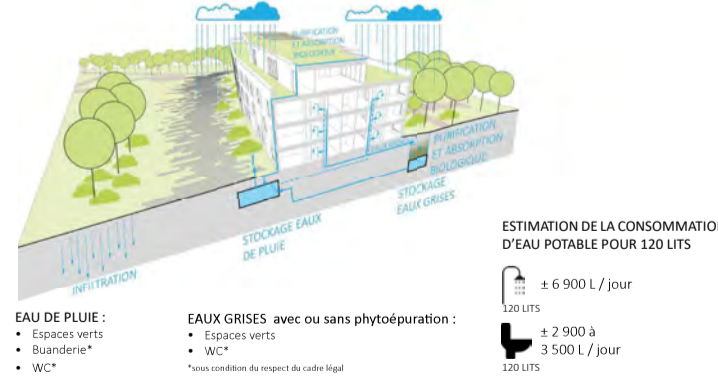 PURIFICATION
ET ABSORPTION
BIOLOGIQUE
PURIFICATION
ET ABSORPTION
BIOLOGIQUE
STOCKAGE
EAUX GRISES
STOCKAGE EAUX
DE PLUIE
INFILTRATION
ESTIMATION DE LA CONSOMMATIO
D'EAU POTABLE POUR 120 LITS
± 6 900 L / jour
120 LITS
± 2 900 à
3 500 L / jour
120 LITS
EAU DE PLUIE :
• Espaces verts
• Buanderie*
• WC*
EAUX GRISES avec ou sans phytoépuration :
• Espaces verts
• WC*
*sous condition du respect du cadre légal